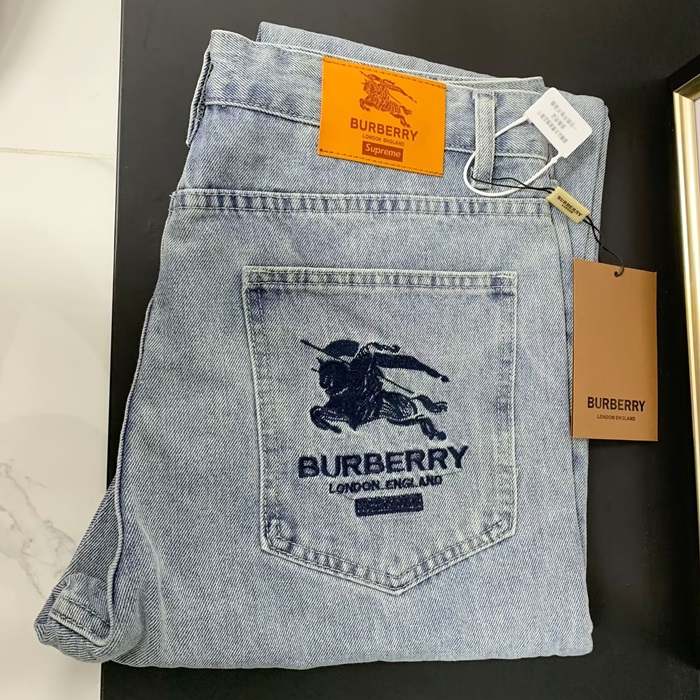 BURBERRY
LONDON, ENGLAND
Supreme
BURBERRY
BURBERRY
LONDON ENGLAND
BURBERRY
LONDON, ENGLAND